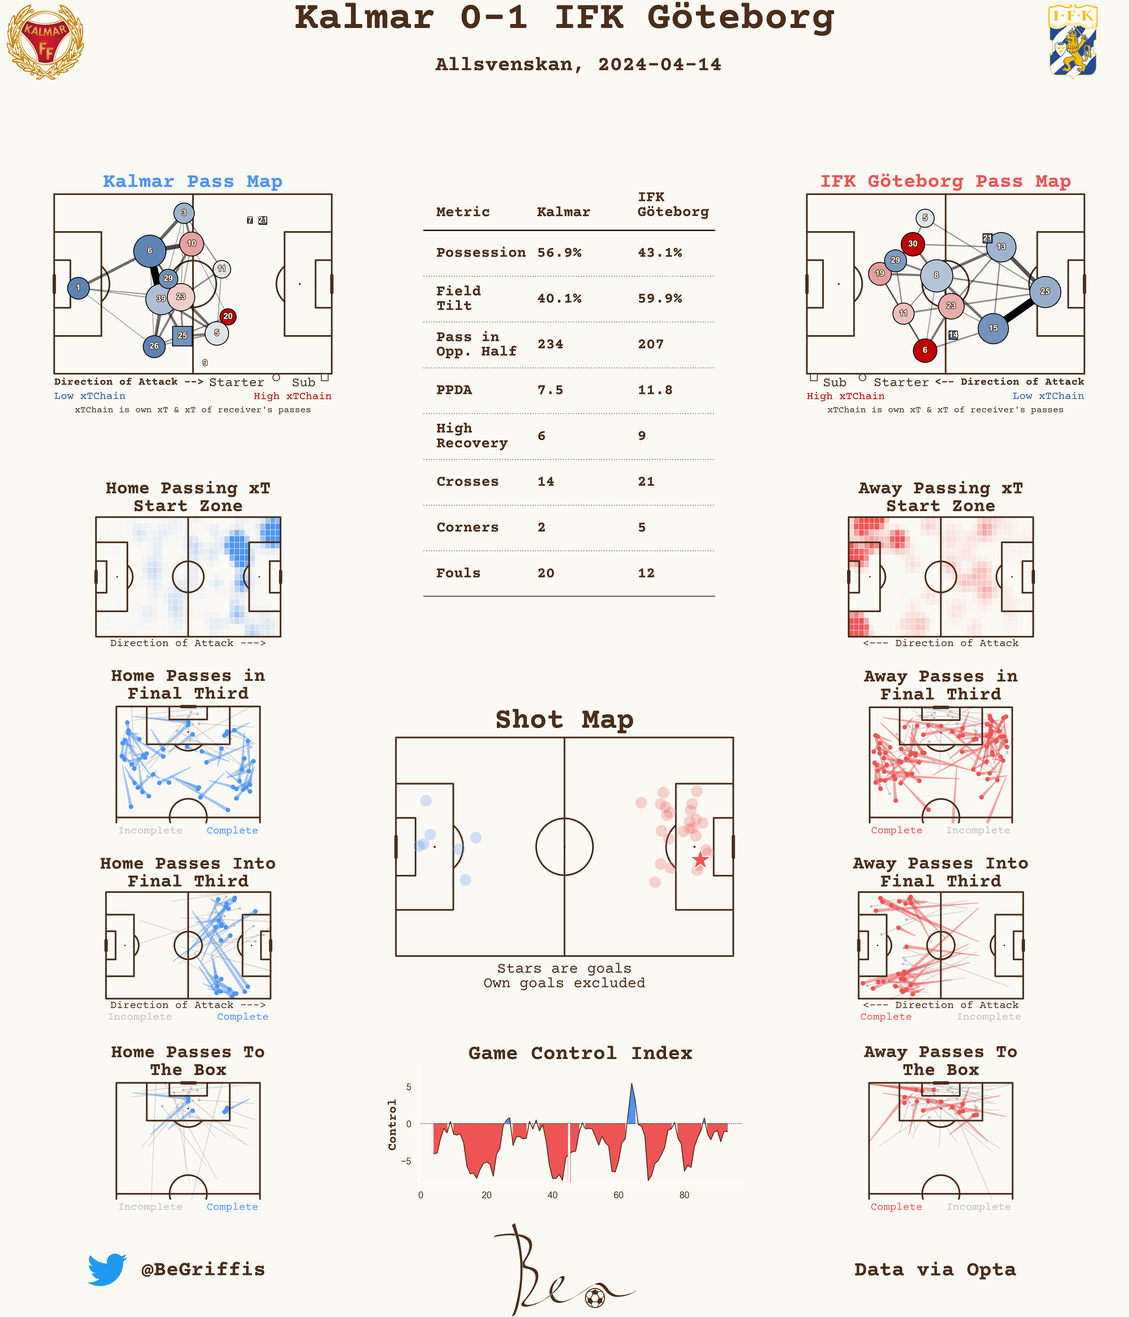 Kalmar 0-1 IFK Göteborg
Allsvenskan, 2024-04-14
KALMAR
FF
I.F.K
Kalmar Pass Map
3
7
21
6
10
11
29
1
39
23
20
5
25
26
9
Direction of Attack --> Starter Sub
Low xTChain High xTChain
xTChain is own xT & xT of receiver's passes
Metric Kalmar IFK Göteborg
Possession 56.9% 43.1%
Field Tilt 40.1% 59.9%
Pass in Opp. Half 234 207
PPDA 7.5 11.8
High Recovery 6 9
Crosses 14 21
Corners 2 5
Fouls 20 12
IFK Göteborg Pass Map
5
30
21
13
29
19
8
25
11
23
14
15
6
Sub Starter <-- Direction of Attack
High xTChain Low xTChain
xTChain is own xT & xT of receiver's passes
Home Passing xT
Start Zone
Direction of Attack --->
Away Passing xT
Start Zone
<--- Direction of Attack
Home Passes in
Final Third
Incomplete Complete
Away Passes in
Final Third
Complete Incomplete
Shot Map
Stars are goals
Own goals excluded
Home Passes Into
Final Third
Direction of Attack --->
Incomplete Complete
Away Passes Into
Final Third
<--- Direction of Attack
Complete Incomplete
Home Passes To
The Box
Incomplete Complete
Game Control Index
Control
5
0
−5
0 20 40 60 80
Away Passes To
The Box
Complete Incomplete
@BeGriffis
Ben
Data via Opta